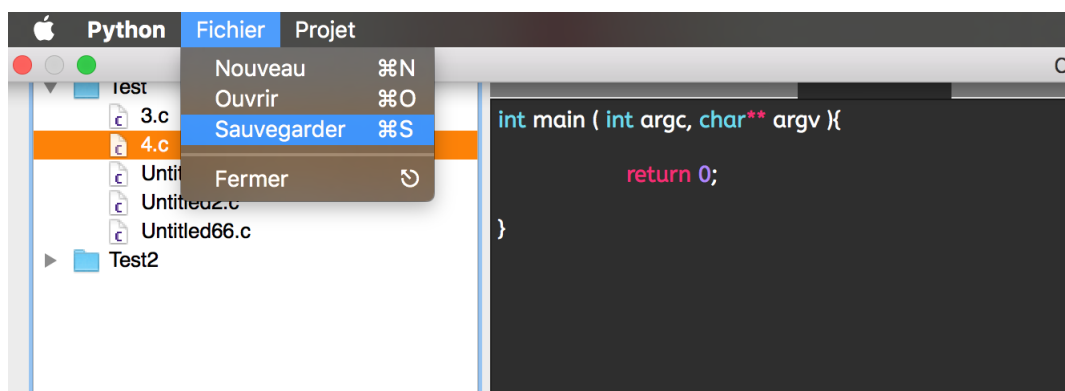 Python Fichier Projet
Nouveau ⌘N
Ouvrir ⌘O
Sauvegarder ⌘S
Fermer ⎋
Test
3.c
4.c
Untitled2.c
Untitled66.c
Test2
int main ( int argc, char** argv ){
return 0;
}